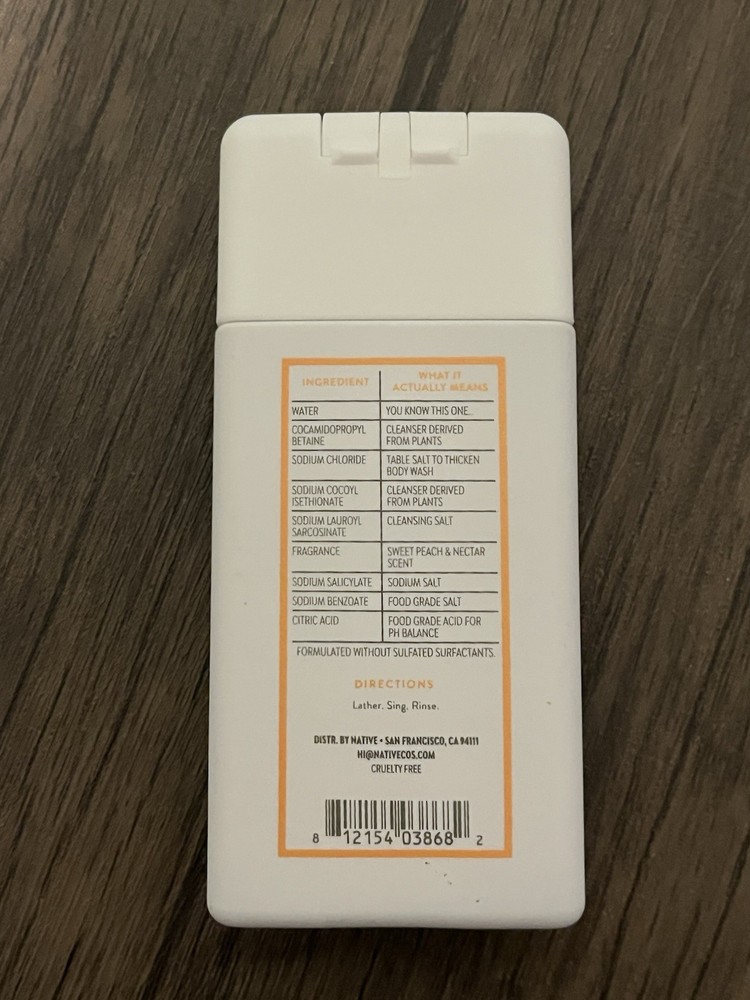 INGREDIENT
WHAT IT
ACTUALLY MEANS
WATER
YOU KNOW THIS ONE...
COCAMIDOPROPYL
BETAINE
CLEANSER DERIVED
FROM PLANTS
SODIUM CHLORIDE
TABLE SALT TO THICKEN
BODY WASH
SODIUM COCOYL
ISETHIONATE
CLEANSER DERIVED
FROM PLANTS
SODIUM LAUROYL
SARCOSINATE
CLEANSING SALT
FRAGRANCE
SWEET PEACH & NECTAR
SCENT
SODIUM SALICYLATE
SODIUM SALT
SODIUM BENZOATE
FOOD GRADE SALT
CITRIC ACID
FOOD GRADE ACID FOR
PH BALANCE
FORMULATED WITHOUT SULFATED SURFACTANTS.
DIRECTIONS
Lather. Sing. Rinse.
DISTR. BY NATIVE • SAN FRANCISCO, CA 94111
HI@NATIVECOS.COM
CRUELTY FREE
8 12154 03868 2